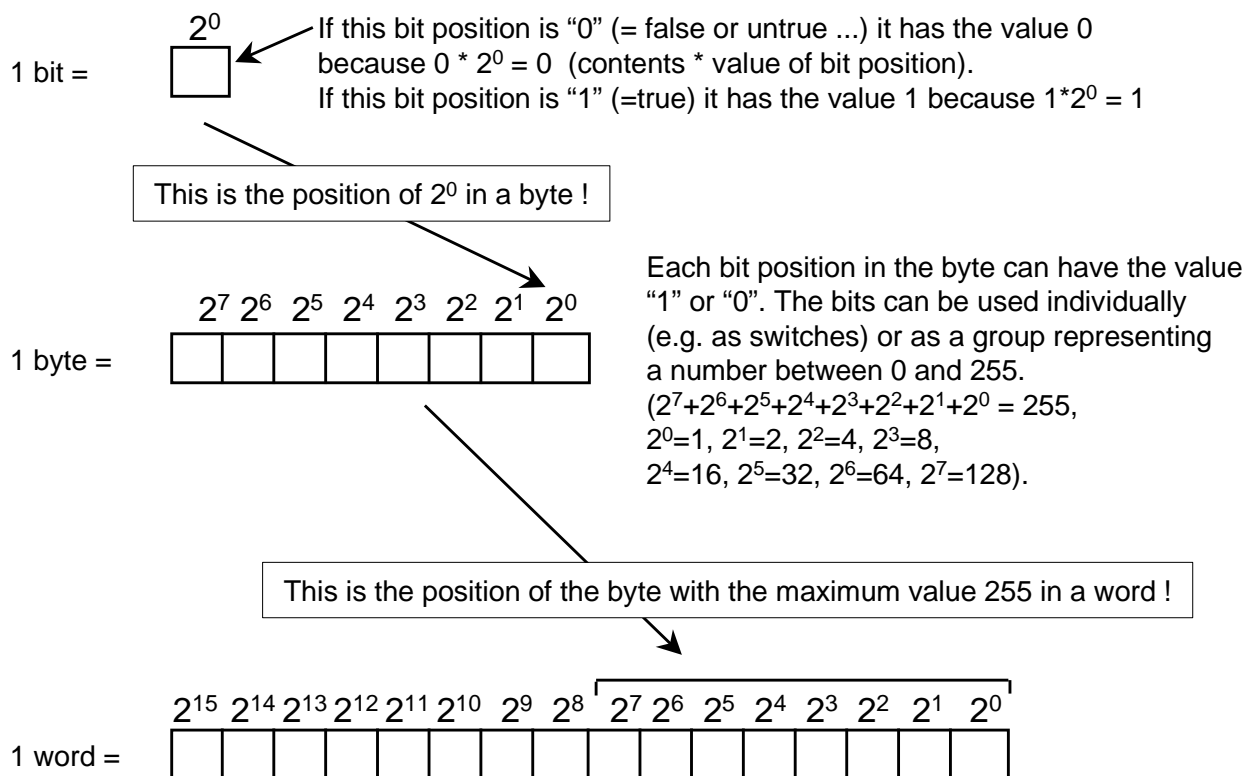 2⁰
If this bit position is “0” (= false or untrue ...) it has the value 0
1 bit =
because 0 * 2⁰ = 0 (contents * value of bit position).
If this bit position is “1” (=true) it has the value 1 because 1*2⁰ = 1
This is the position of 2⁰ in a byte !
2⁷ 2⁶ 2⁵ 2⁴ 2³ 2² 2¹ 2⁰
1 byte =
Each bit position in the byte can have the value
“1” or “0”. The bits can be used individually
(e.g. as switches) or as a group representing
a number between 0 and 255.
(2⁷+2⁶+2⁵+2⁴+2³+2²+2¹+2⁰ = 255,
2⁰=1, 2¹=2, 2²=4, 2³=8,
2⁴=16, 2⁵=32, 2⁶=64, 2⁷=128).
This is the position of the byte with the maximum value 255 in a word !
2¹⁵ 2¹⁴ 2¹³ 2¹² 2¹¹ 2¹⁰ 2⁹ 2⁸ 2⁷ 2⁶ 2⁵ 2⁴ 2³ 2² 2¹ 2⁰
1 word =